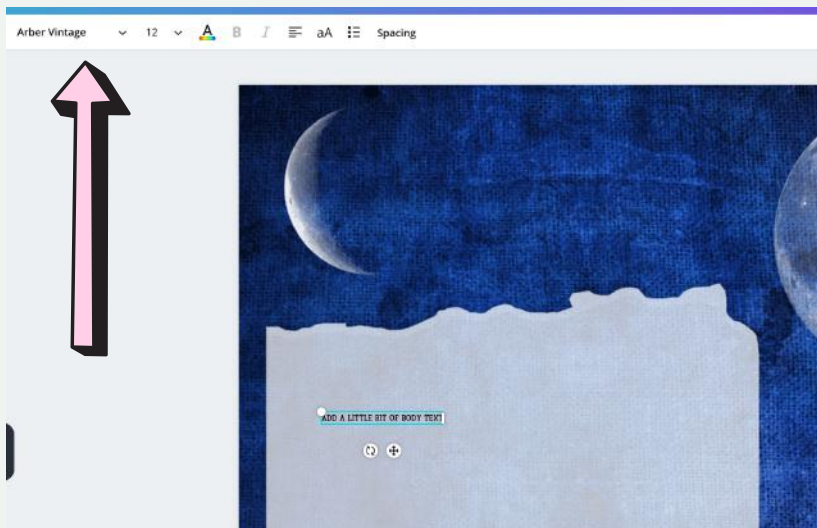 Arber Vintage 12 A B I aA Spacing
ADD A LITTLE BIT OF BODY TEXT